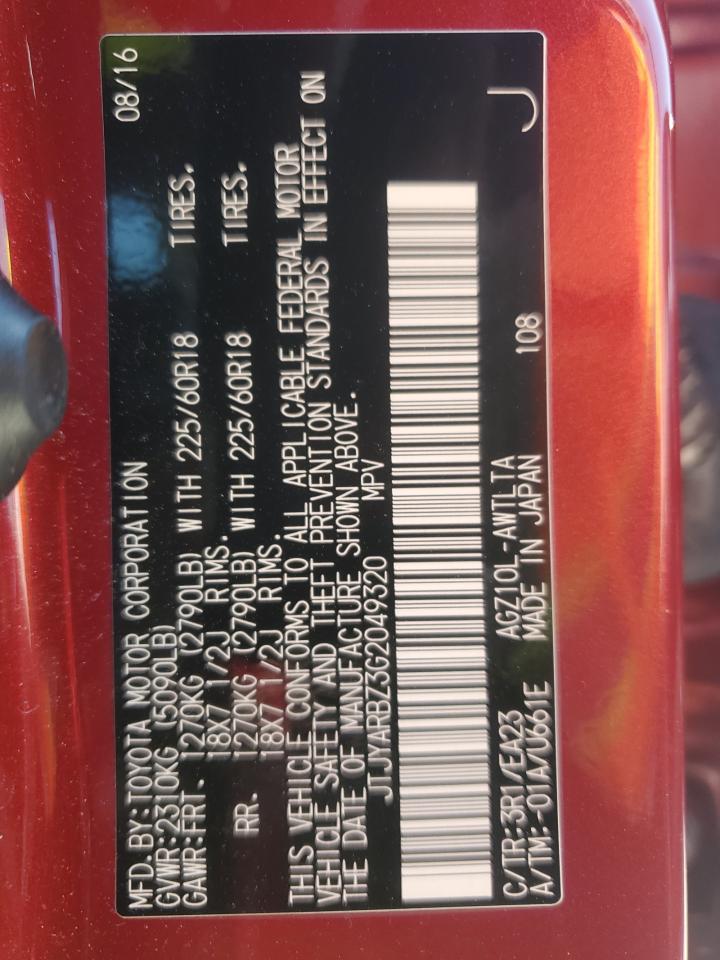 MFD.BY:TOYOTA MOTOR CORPORATION 08/16
GVWR:2310KG (5090LB)
GAWR:FRT. 1270KG (2790LB) WITH 225/60R18 TIRES.
18X7 1/2J RIMS.
RR. 1270KG (2790LB) WITH 225/60R18 TIRES.
18X7 1/2J RIMS.
THIS VEHICLE CONFORMS TO ALL APPLICABLE FEDERAL MOTOR
VEHICLE SAFETY AND THEFT PREVENTION STANDARDS IN EFFECT ON
THE DATE OF MANUFACTURE SHOWN ABOVE.
JTJYARBZ3G2049320 MPV
C/TR:3R1/EA23 AGZ10L-AWTLTA J
A/TM:-01A/U661E MADE IN JAPAN 108